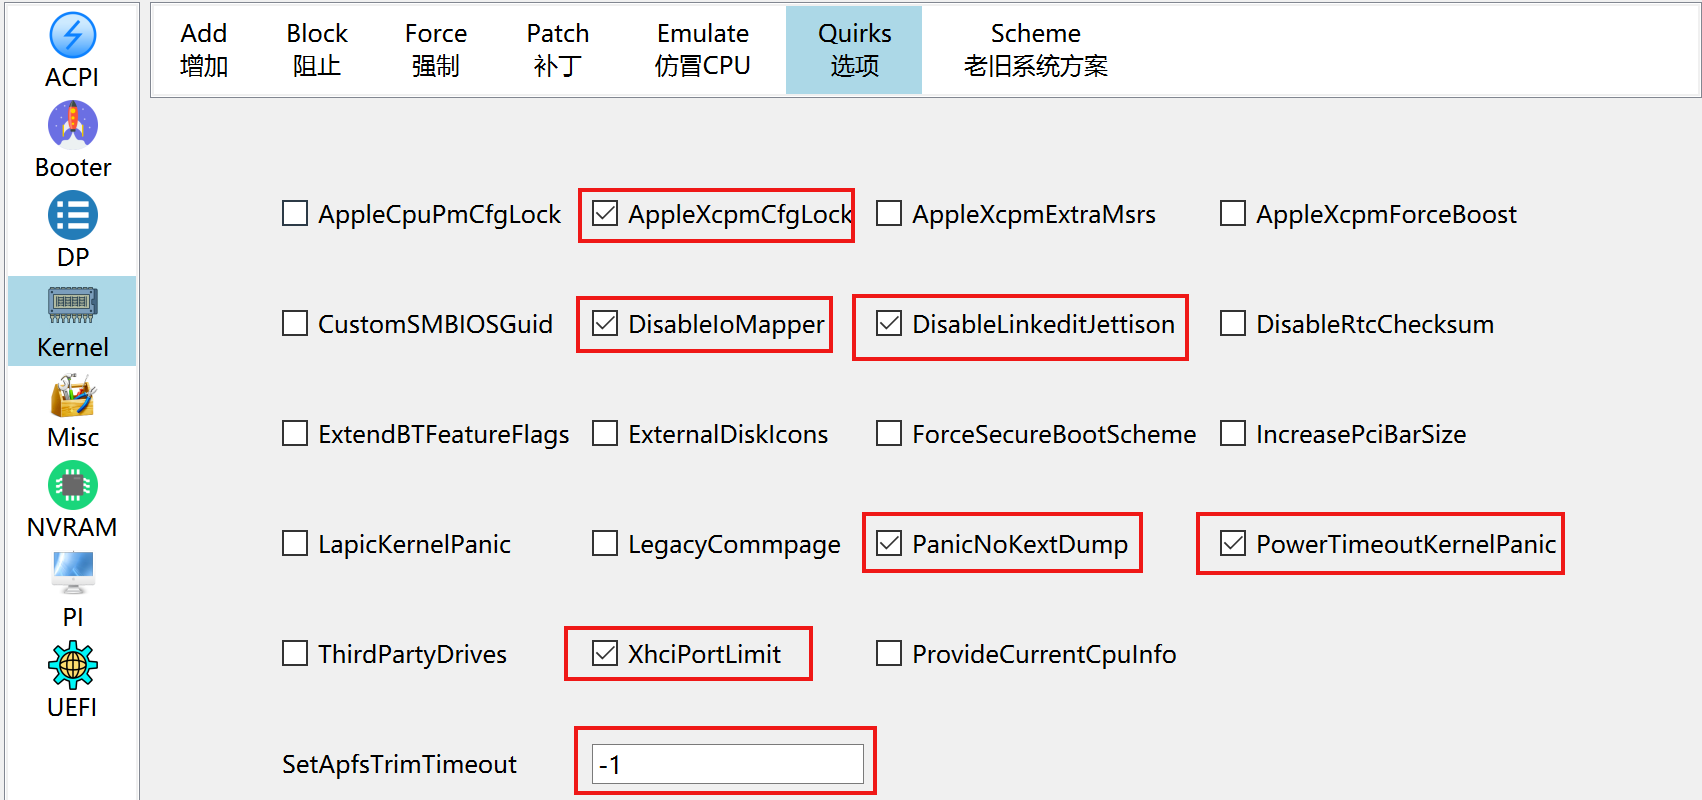 ACPI
Booter
DP
Kernel
Misc
NVRAM
PI
UEFI
Add Block Force Patch Emulate Quirks Scheme
增加 阻止 强制 补丁 仿冒CPU 选项 老旧系统方案
AppleCpuPmCfgLock AppleXcpmCfgLock AppleXcpmExtraMsrs AppleXcpmForceBoost
CustomSMBIOSGuid DisableIoMapper DisableLinkeditJettison DisableRtcChecksum
ExtendBTFeatureFlags ExternalDiskIcons ForceSecureBootScheme IncreasePciBarSize
LapicKernelPanic LegacyCommpage PanicNoKextDump PowerTimeoutKernelPanic
ThirdPartyDrives XhciPortLimit ProvideCurrentCpuInfo
SetApfsTrimTimeout -1